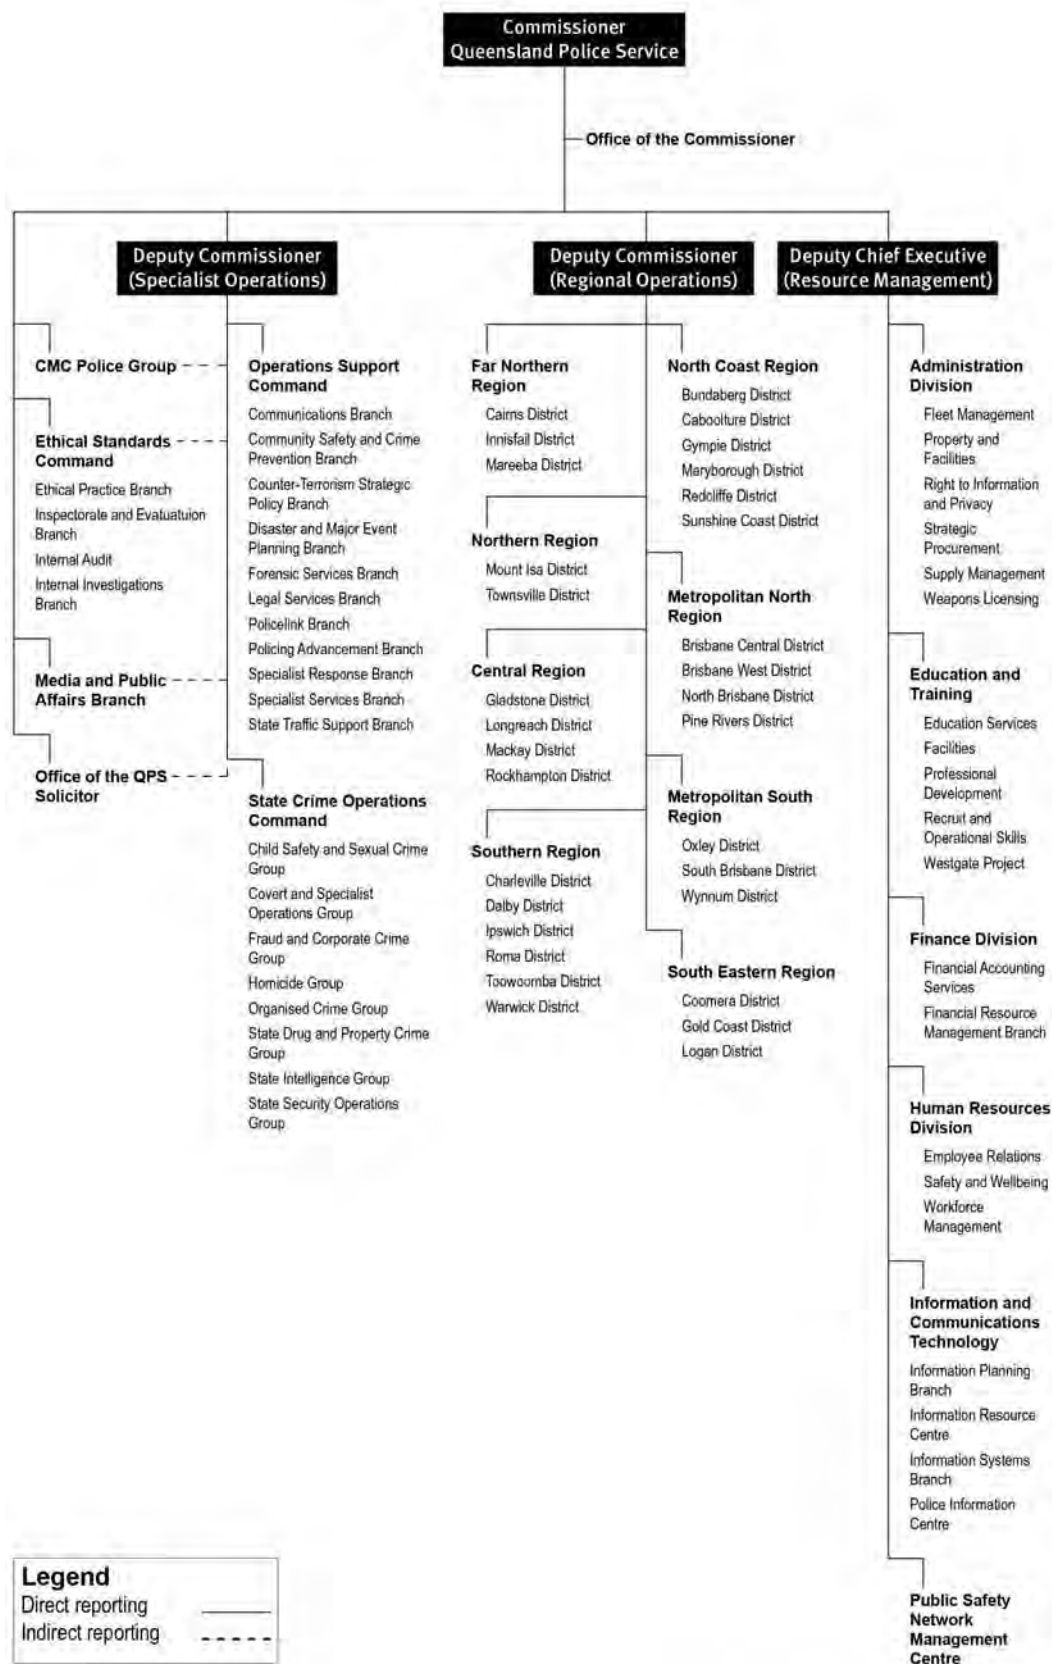 Commissioner
Queensland Police Service
Office of the Commissioner
Deputy Commissioner
(Specialist Operations)
Deputy Commissioner
(Regional Operations)
Deputy Chief Executive
(Resource Management)
CMC Police Group
Ethical Standards
Command
Ethical Practice Branch
Inspectorate and Evaluatuion
Branch
Internal Audit
Internal Investigations
Branch
Media and Public
Affairs Branch
Office of the QPS
Solicitor
Operations Support
Command
Communications Branch
Community Safety and Crime
Prevention Branch
Counter-Terrorism Strategic
Policy Branch
Disaster and Major Event
Planning Branch
Forensic Services Branch
Legal Services Branch
Policelink Branch
Policing Advancement Branch
Specialist Response Branch
Specialist Services Branch
State Traffic Support Branch
State Crime Operations
Command
Child Safety and Sexual Crime
Group
Covert and Specialist
Operations Group
Fraud and Corporate Crime
Group
Homicide Group
Organised Crime Group
State Drug and Property Crime
Group
State Intelligence Group
State Security Operations
Group
Far Northern
Region
Cairns District
Innisfail District
Mareeba District
Northern Region
Mount Isa District
Townsville District
Central Region
Gladstone District
Longreach District
Mackay District
Rockhampton District
Southern Region
Charleville District
Dalby District
Ipswich District
Roma District
Toowoomba District
Warwick District
North Coast Region
Bundaberg District
Caboolture District
Gympie District
Maryborough District
Redcliffe District
Sunshine Coast District
Metropolitan North
Region
Brisbane Central District
Brisbane West District
North Brisbane District
Pine Rivers District
Metropolitan South
Region
Oxley District
South Brisbane District
Wynnum District
South Eastern Region
Coomera District
Gold Coast District
Logan District
Administration
Division
Fleet Management
Property and
Facilities
Right to Information
and Privacy
Strategic
Procurement
Supply Management
Weapons Licensing
Education and
Training
Education Services
Facilities
Professional
Development
Recruit and
Operational Skills
Westgate Project
Finance Division
Financial Accounting
Services
Financial Resource
Management Branch
Human Resources
Division
Employee Relations
Safety and Wellbeing
Workforce
Management
Information and
Communications
Technology
Information Planning
Branch
Information Resource
Centre
Information Systems
Branch
Police Information
Centre
Public Safety
Network
Management
Centre
Legend
Direct reporting
Indirect reporting